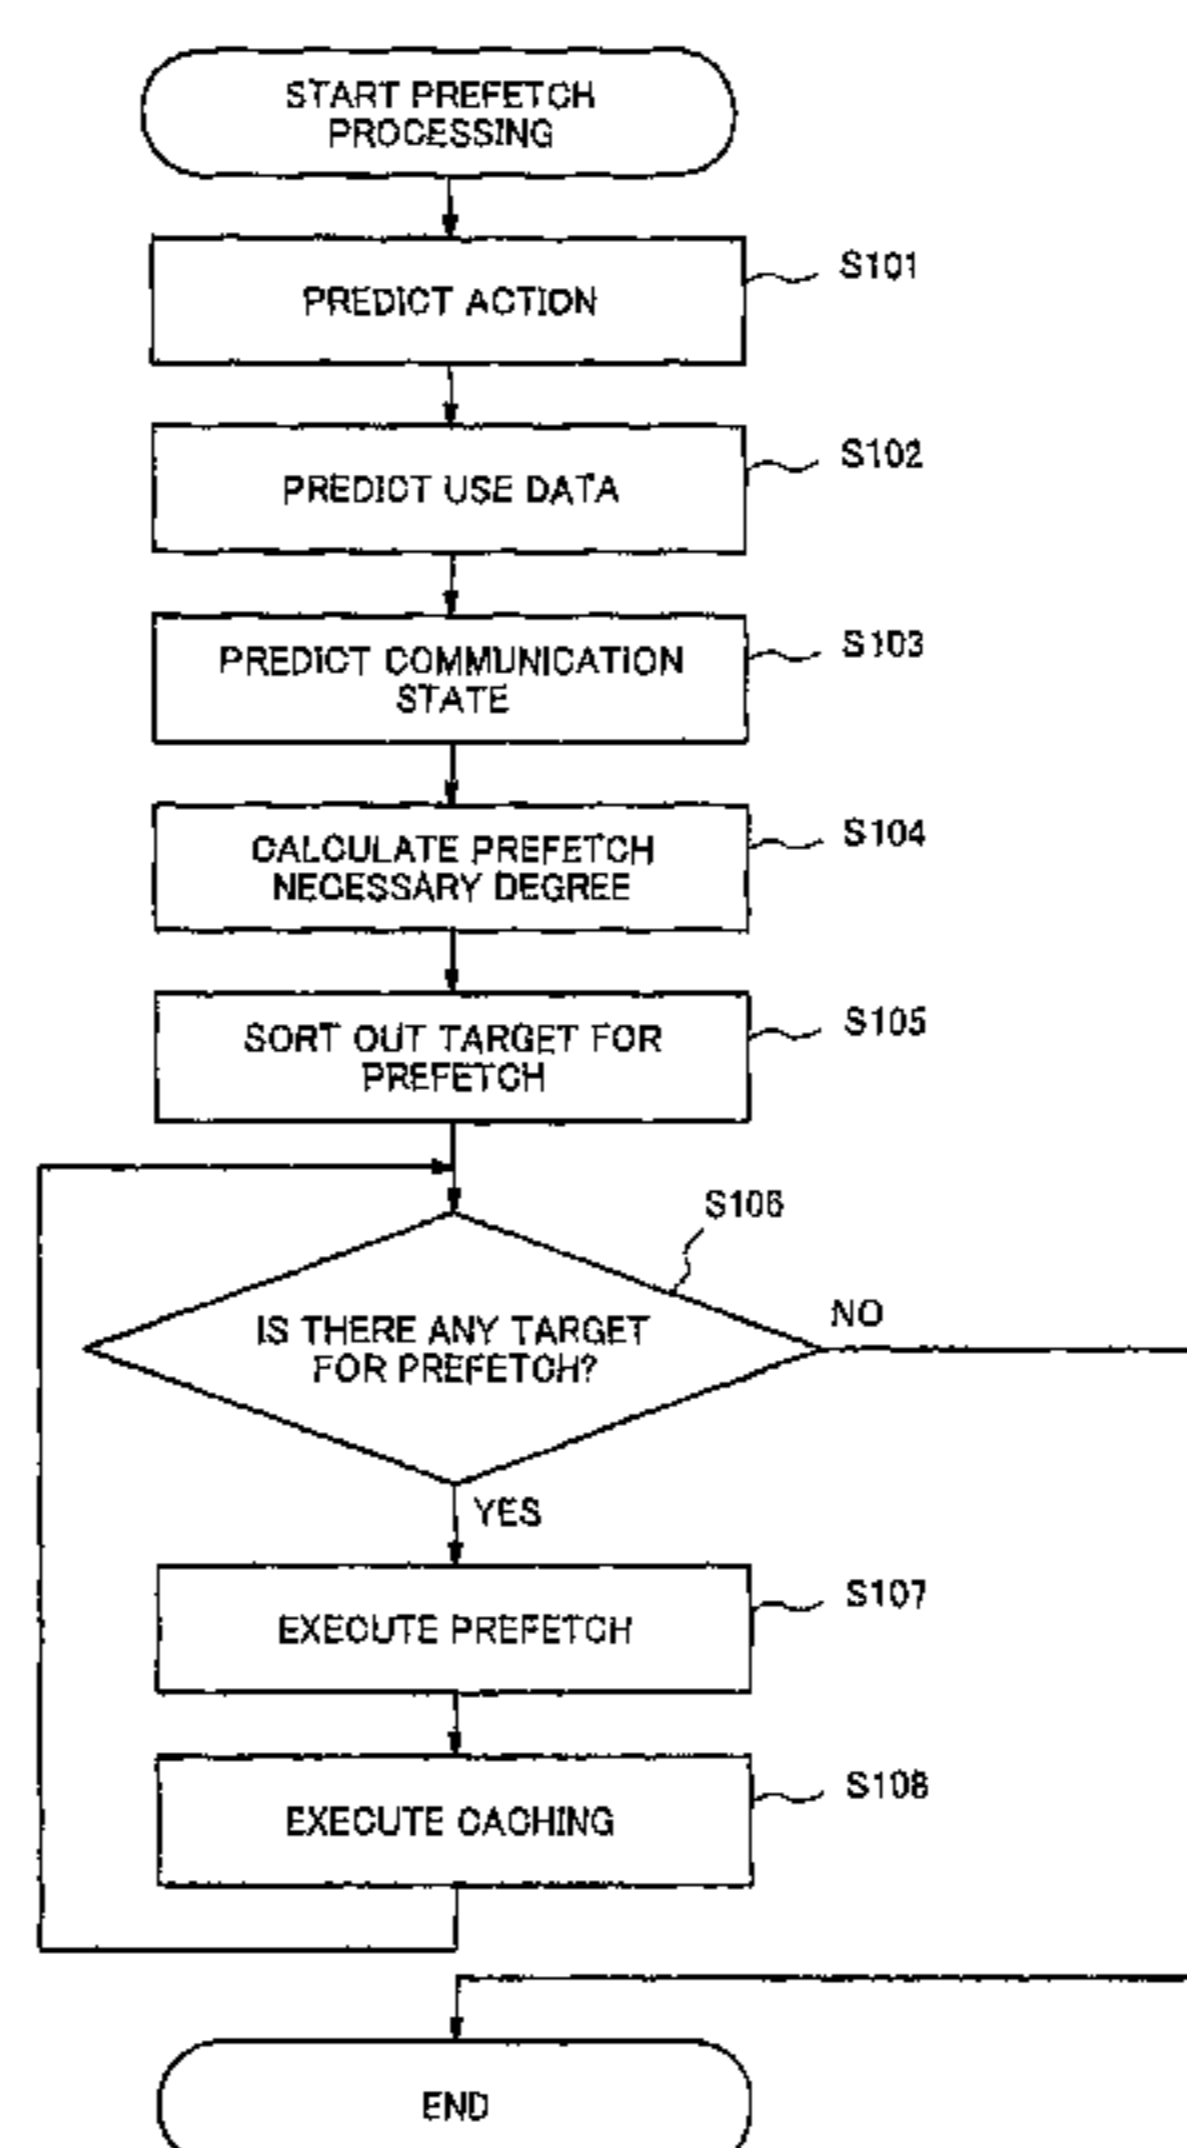 START PREFETCH
PROCESSING
PREDICT ACTION
S101
PREDICT USE DATA
S102
PREDICT COMMUNICATION
STATE
S103
CALCULATE PREFETCH
NECESSARY DEGREE
S104
SORT OUT TARGET FOR
PREFETCH
S105
S106
IS THERE ANY TARGET
FOR PREFETCH?
NO
YES
EXECUTE PREFETCH
S107
EXECUTE CACHING
S108
END